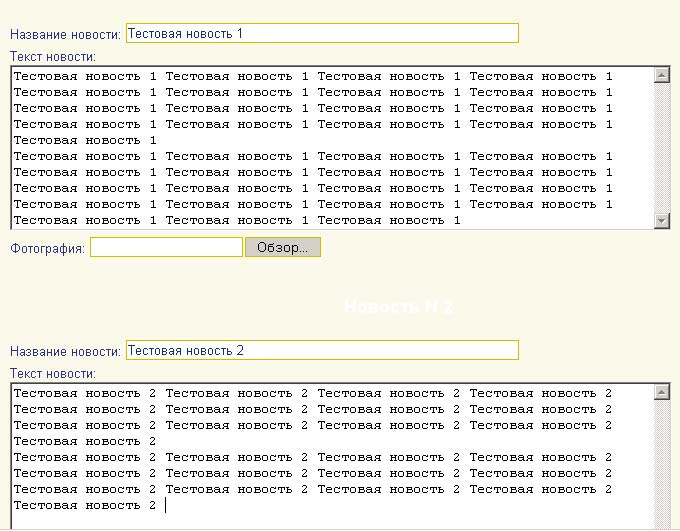 Название новости: Тестовая новость 1
Текст новости:
Тестовая новость 1 Тестовая новость 1 Тестовая новость 1 Тестовая новость 1
Тестовая новость 1 Тестовая новость 1 Тестовая новость 1 Тестовая новость 1
Тестовая новость 1 Тестовая новость 1 Тестовая новость 1 Тестовая новость 1
Тестовая новость 1 Тестовая новость 1 Тестовая новость 1 Тестовая новость 1
Тестовая новость 1
Тестовая новость 1 Тестовая новость 1 Тестовая новость 1 Тестовая новость 1
Тестовая новость 1 Тестовая новость 1 Тестовая новость 1 Тестовая новость 1
Тестовая новость 1 Тестовая новость 1 Тестовая новость 1 Тестовая новость 1
Тестовая новость 1 Тестовая новость 1 Тестовая новость 1 Тестовая новость 1
Тестовая новость 1 Тестовая новость 1 Тестовая новость 1
Фотография: Обзор...
Новость N 2
Название новости: Тестовая новость 2
Текст новости:
Тестовая новость 2 Тестовая новость 2 Тестовая новость 2 Тестовая новость 2
Тестовая новость 2 Тестовая новость 2 Тестовая новость 2 Тестовая новость 2
Тестовая новость 2 Тестовая новость 2 Тестовая новость 2 Тестовая новость 2
Тестовая новость 2
Тестовая новость 2 Тестовая новость 2 Тестовая новость 2 Тестовая новость 2
Тестовая новость 2 Тестовая новость 2 Тестовая новость 2 Тестовая новость 2
Тестовая новость 2 Тестовая новость 2 Тестовая новость 2 Тестовая новость 2
Тестовая новость 2